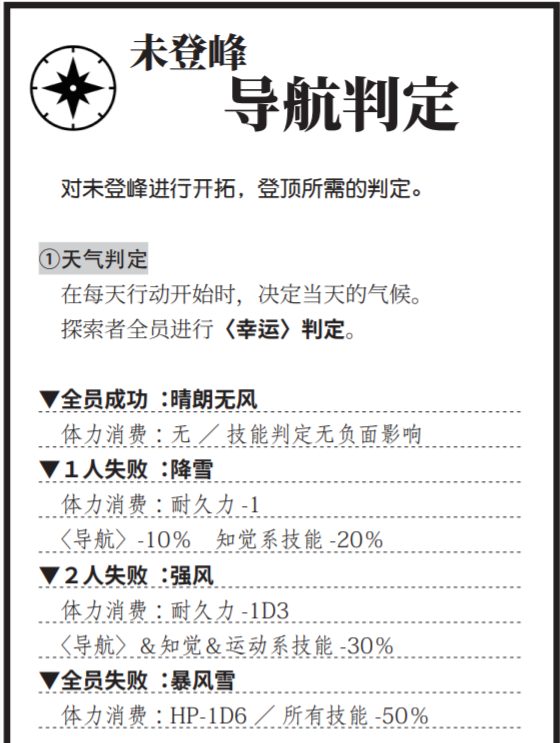 未登峰
导航判定
对未登峰进行开拓，登顶所需的判定。
①天气判定
在每天行动开始时，决定当天的气候。
探索者全员进行〈幸运〉判定。
▼全员成功：晴朗无风
体力消费：无 ／ 技能判定无负面影响
▼１人失败：降雪
体力消费：耐久力 -1
〈导航〉-10%　知觉系技能 -20%
▼２人失败：强风
体力消费：耐久力 -1D3
〈导航〉＆知觉＆运动系技能 -30%
▼全员失败：暴风雪
体力消费：HP-1D6 ／ 所有技能 -50%